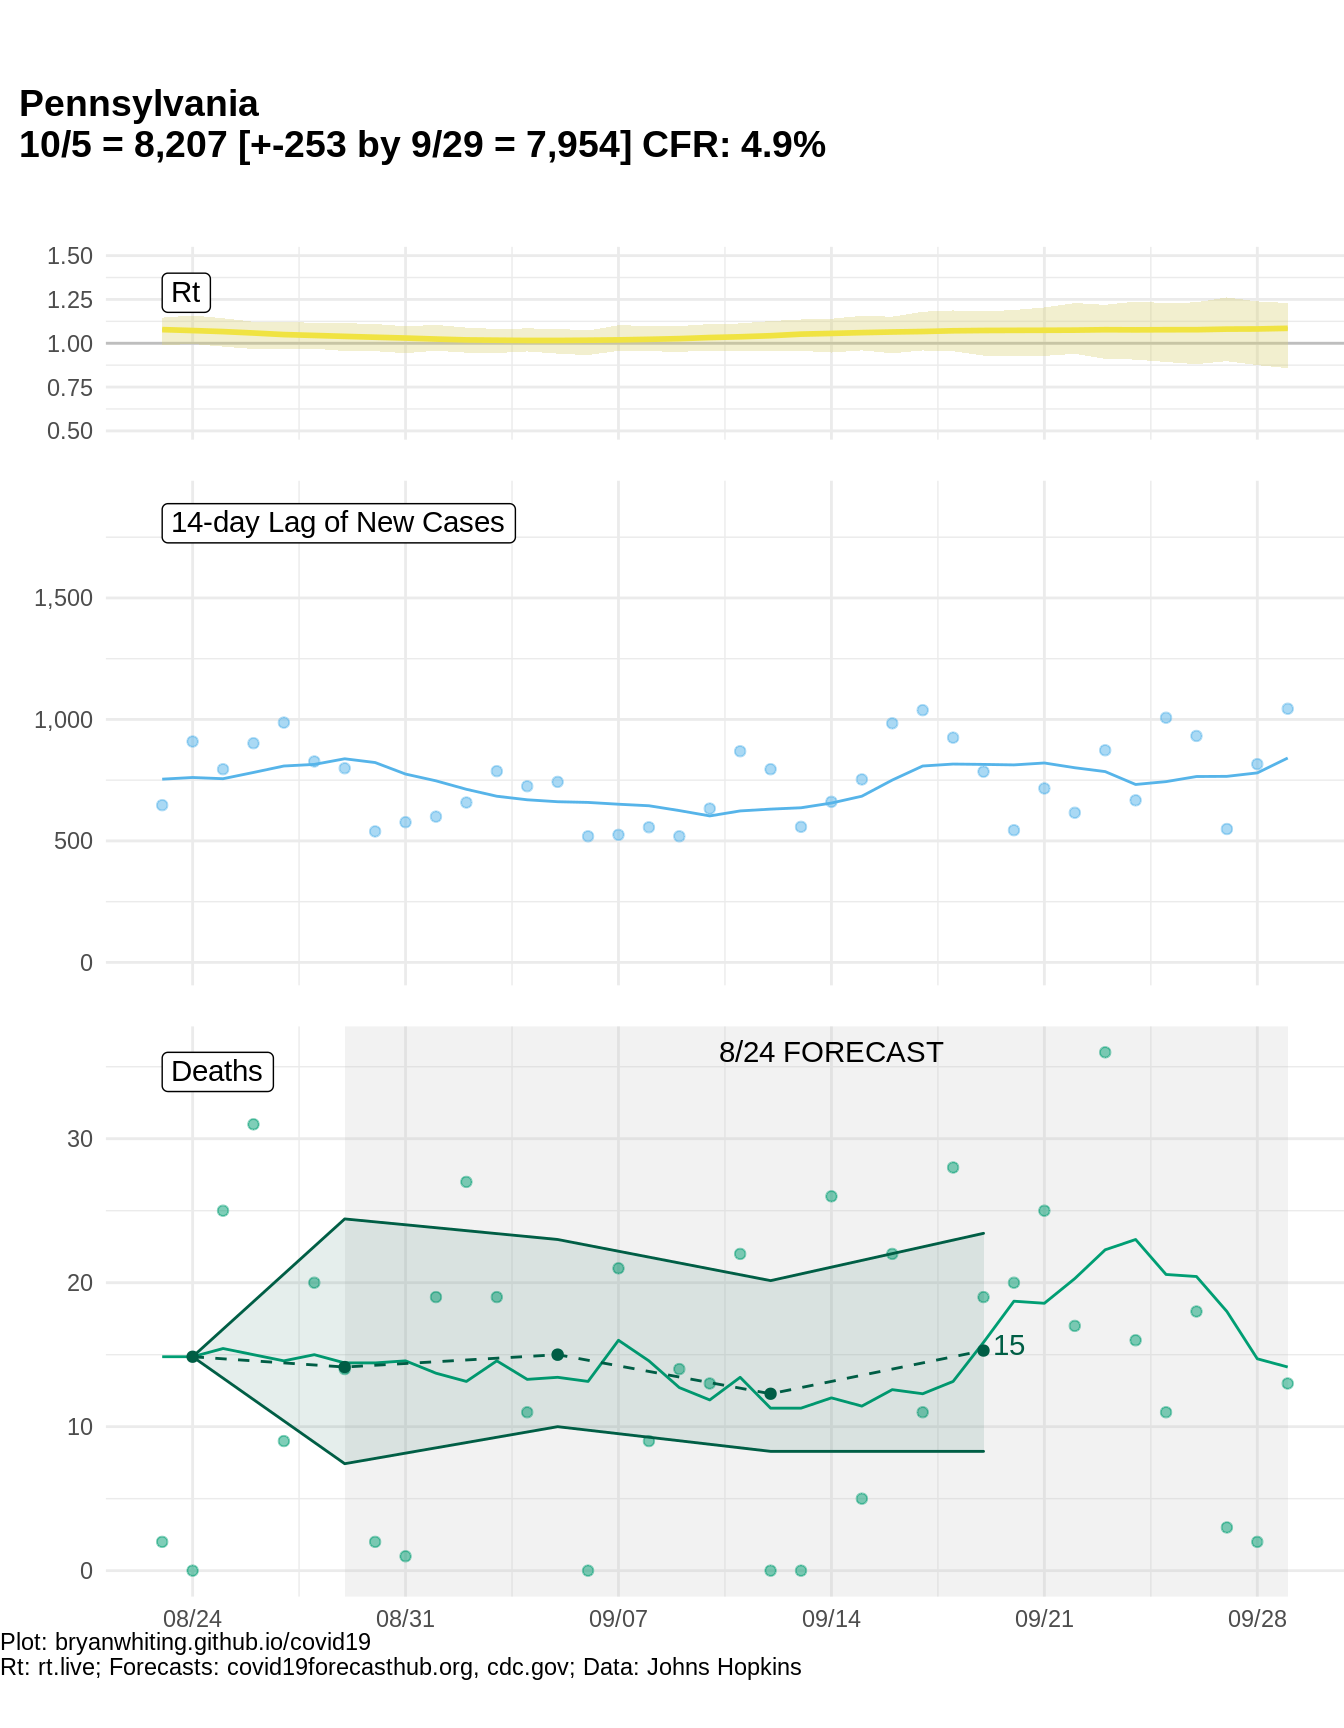 Pennsylvania
10/5 = 8,207 [+-253 by 9/29 = 7,954] CFR: 4.9%
1.50
Rt
1.25
1.00
0.75
0.50
14-day Lag of New Cases
1,500
1,000
500
0
8/24 FORECAST
Deaths
30
20
15
10
0
08/24 08/31 09/07 09/14 09/21 09/28
Plot: bryanwhiting.github.io/covid19
Rt: rt.live; Forecasts: covid19forecasthub.org, cdc.gov; Data: Johns Hopkins